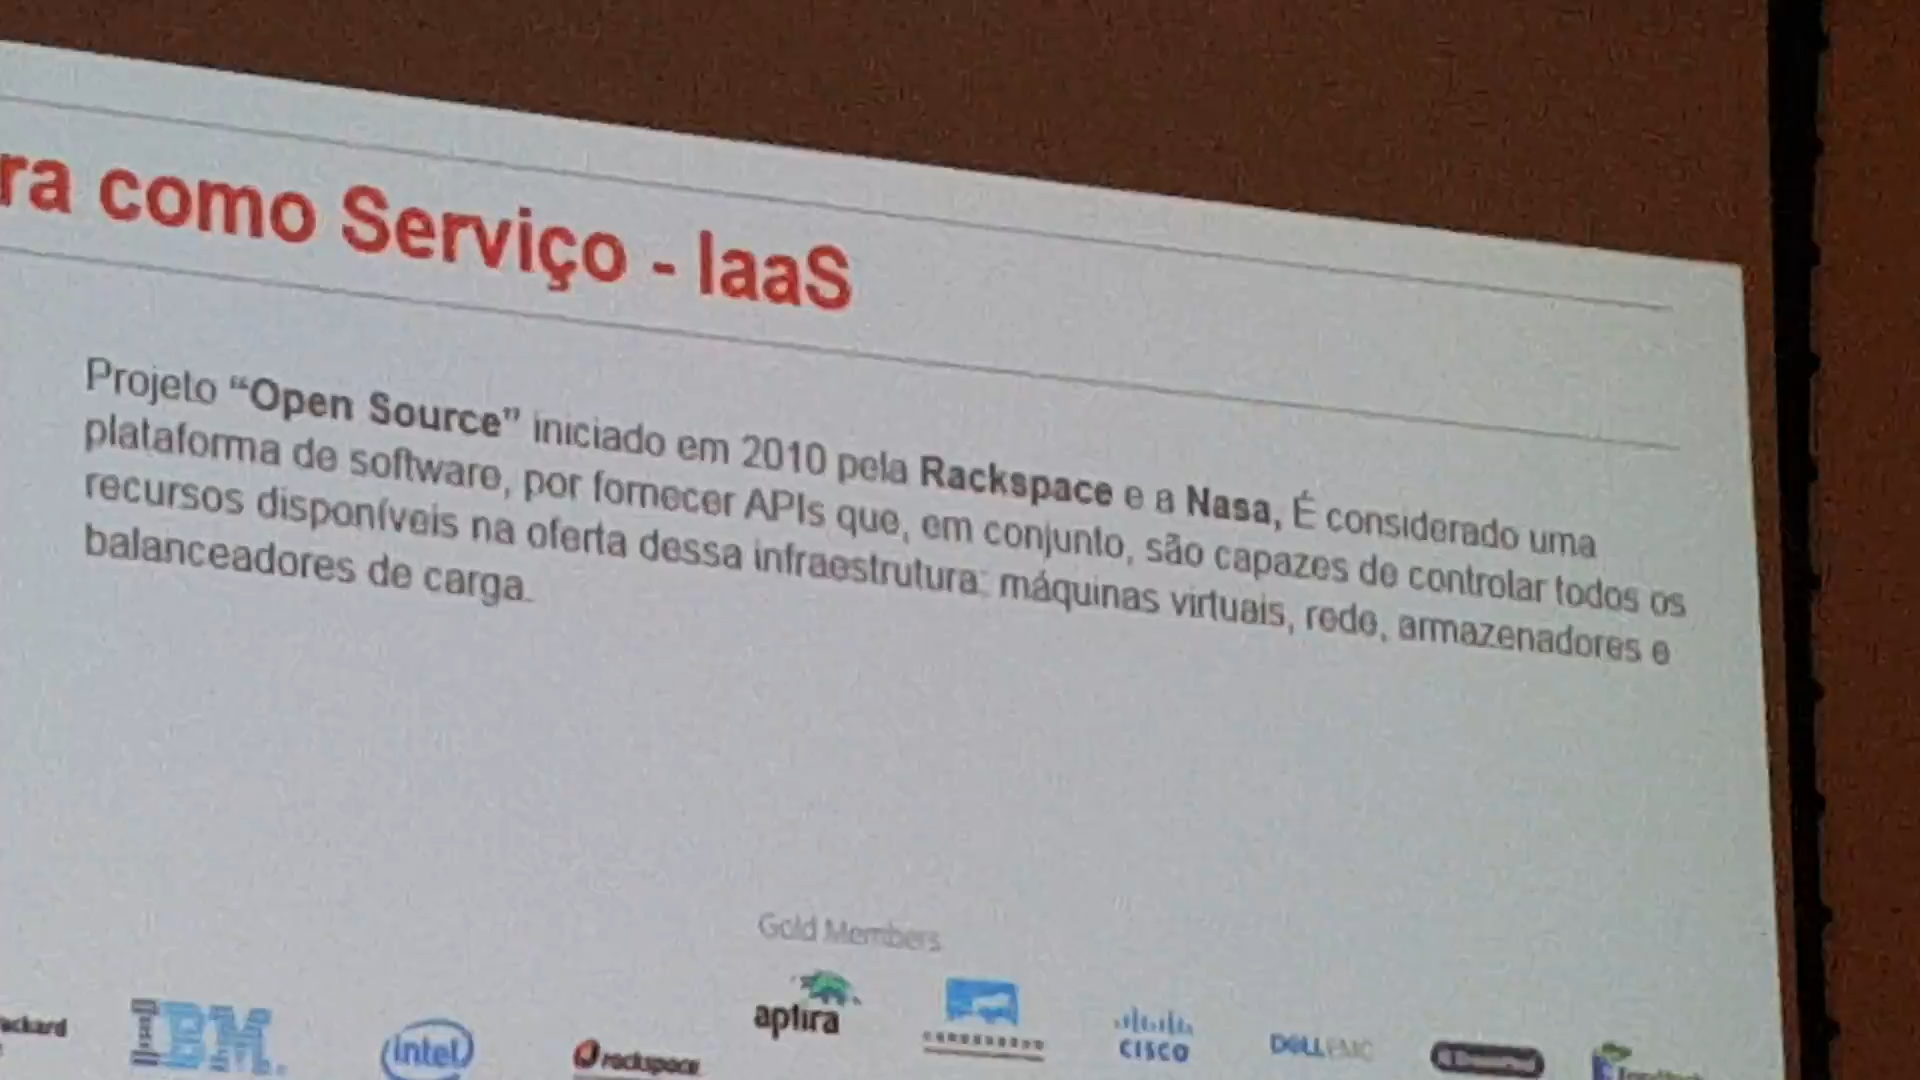 ra como Serviço - IaaS
Projeto “Open Source” iniciado em 2010 pela Rackspace e a Nasa, É considerado uma
plataforma de software, por fornecer APIs que, em conjunto, são capazes de controlar todos os
recursos disponíveis na oferta dessa infraestrutura: máquinas virtuais, rede, armazenadores e
balanceadores de carga.
Gold Members
ackard
IBM
intel
rackspace
aptira
CISCO
DELL EMC